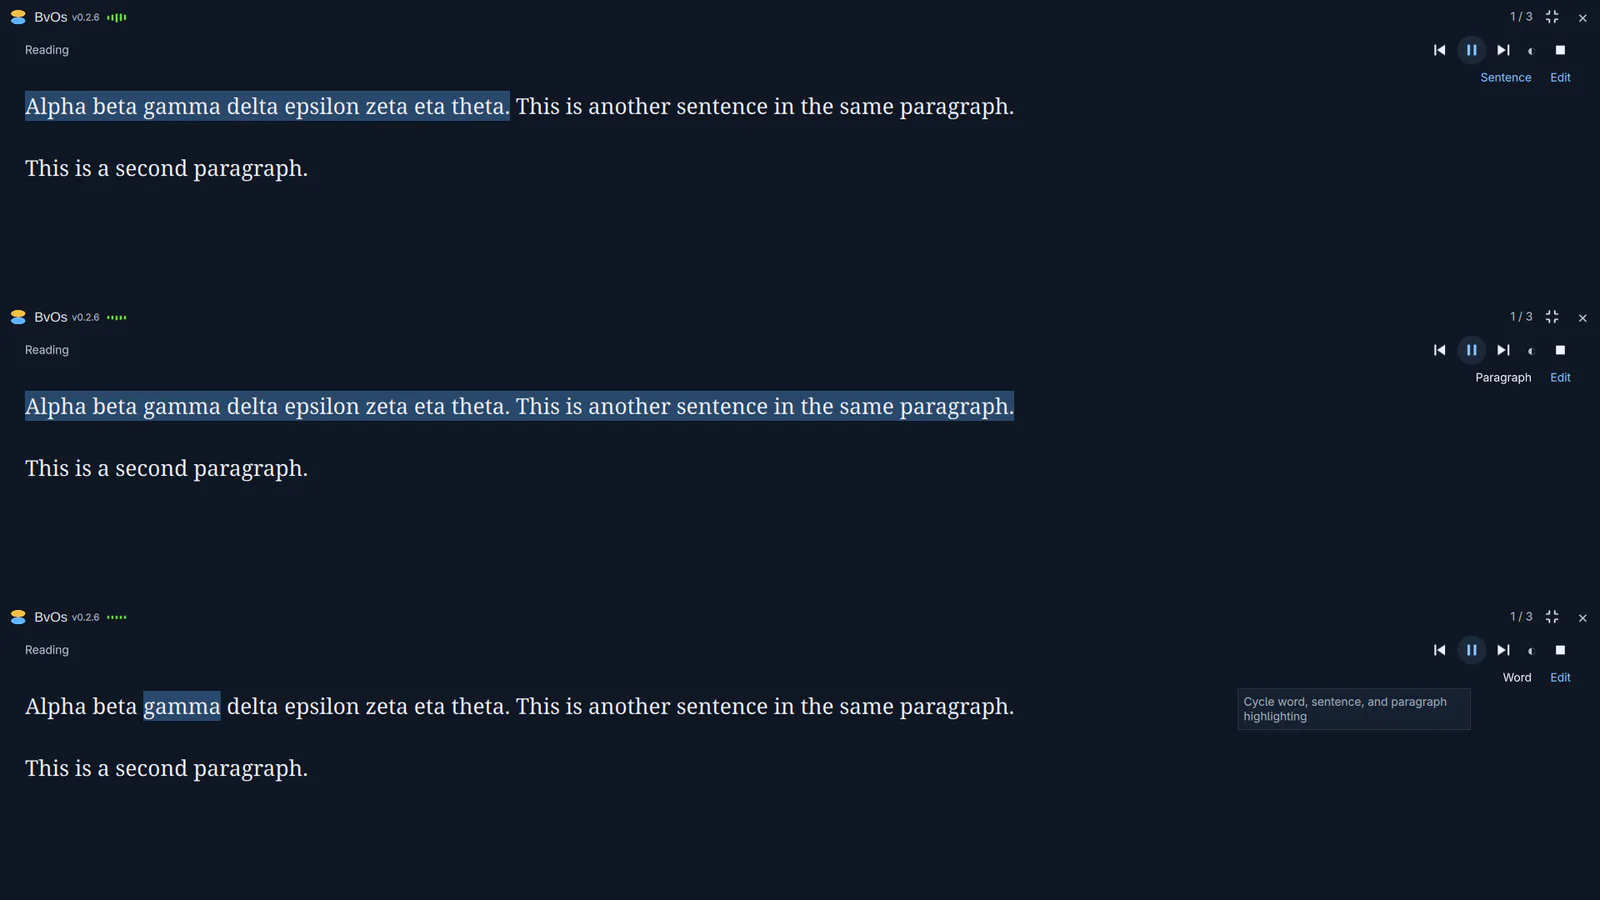 BvOs v0.2.6 1 / 3
Reading
Sentence Edit
Alpha beta gamma delta epsilon zeta eta theta. This is another sentence in the same paragraph.
This is a second paragraph.
BvOs v0.2.6 1 / 3
Reading
Paragraph Edit
Alpha beta gamma delta epsilon zeta eta theta. This is another sentence in the same paragraph.
This is a second paragraph.
BvOs v0.2.6 1 / 3
Reading
Word Edit
Alpha beta gamma delta epsilon zeta eta theta. This is another sentence in the same paragraph.
Cycle word, sentence, and paragraph
highlighting
This is a second paragraph.